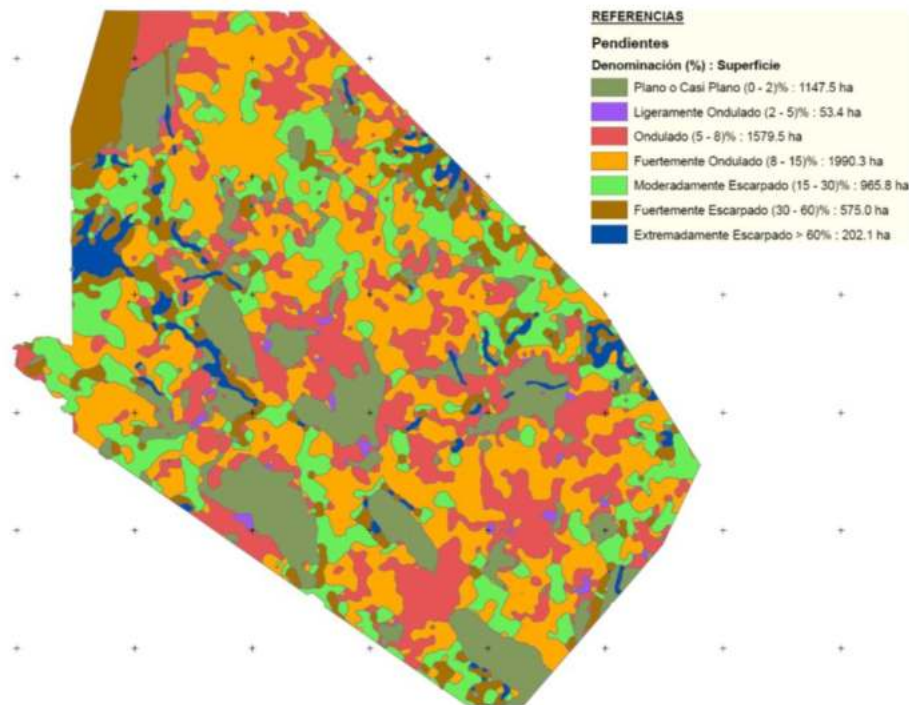 REFERENCIAS
Pendientes
Denominación (%) : Superficie
Plano o Casi Plano (0 - 2)% : 1147.5 ha
Ligeramente Ondulado (2 - 5)% : 53.4 ha
Ondulado (5 - 8)% : 1579.5 ha
Fuertemente Ondulado (8 - 15)% : 1990.3 ha
Moderadamente Escarpado (15 - 30)% : 965.8 ha
Fuertemente Escarpado (30 - 60)% : 575.0 ha
Extremadamente Escarpado > 60% : 202.1 ha